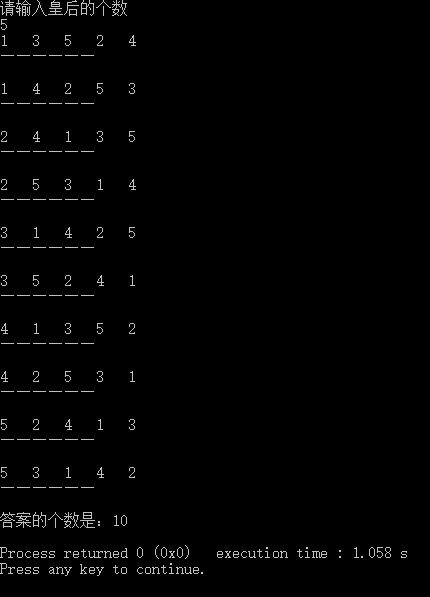 请输入皇后的个数
5
1 3 5 2 4
——————
1 4 2 5 3
——————
2 4 1 3 5
——————
2 5 3 1 4
——————
3 1 4 2 5
——————
3 5 2 4 1
——————
4 1 3 5 2
——————
4 2 5 3 1
——————
5 2 4 1 3
——————
5 3 1 4 2
——————
答案的个数是：10
Process returned 0 (0x0) execution time : 1.058 s
Press any key to continue.